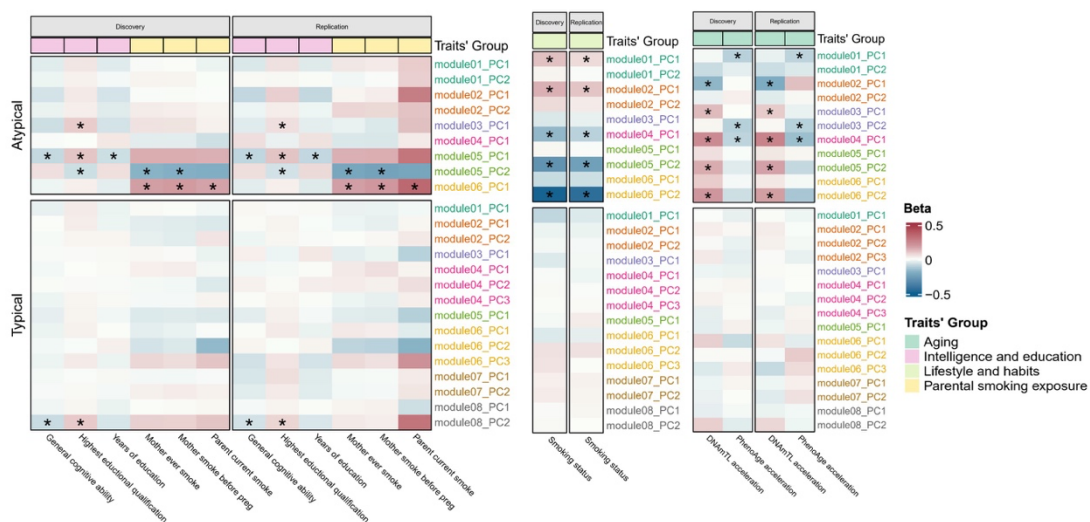 Discovery
Replication
Traits' Group
Atypical
module01_PC1
module01_PC2
module02_PC1
module02_PC2
module03_PC1
module04_PC1
module05_PC1
module05_PC2
module06_PC1
Typical
module01_PC1
module02_PC1
module02_PC2
module03_PC1
module04_PC1
module04_PC2
module04_PC3
module05_PC1
module06_PC1
module06_PC2
module06_PC3
module07_PC1
module07_PC2
module08_PC1
module08_PC2
General cognitive ability
Highest eductional qualification
Years of education
Mother ever smoke
Mother smoke before preg
Parent current smoke
General cognitive ability
Highest eductional qualification
Years of education
Mother ever smoke
Mother smoke before preg
Parent current smoke
Discovery
Replication
Traits' Group
module01_PC1
module01_PC2
module02_PC1
module02_PC2
module03_PC1
module04_PC1
module05_PC1
module05_PC2
module06_PC1
module06_PC2
module01_PC1
module02_PC1
module02_PC2
module03_PC1
module04_PC1
module04_PC2
module04_PC3
module05_PC1
module06_PC1
module06_PC2
module06_PC3
module07_PC1
module07_PC2
module08_PC1
module08_PC2
Smoking status
Smoking status
Discovery
Replication
Traits' Group
module01_PC1
module01_PC2
module02_PC1
module02_PC2
module03_PC1
module03_PC2
module04_PC1
module05_PC1
module05_PC2
module06_PC1
module06_PC2
module01_PC1
module02_PC1
module02_PC2
module02_PC3
module03_PC1
module04_PC1
module04_PC2
module04_PC3
module05_PC1
module06_PC1
module06_PC2
module06_PC3
module07_PC1
module07_PC2
module08_PC1
module08_PC2
DNAmTL acceleration
PhenoAge acceleration
DNAmTL acceleration
PhenoAge acceleration
Beta
0.5
0
−0.5
Traits' Group
Aging
Intelligence and education
Lifestyle and habits
Parental smoking exposure